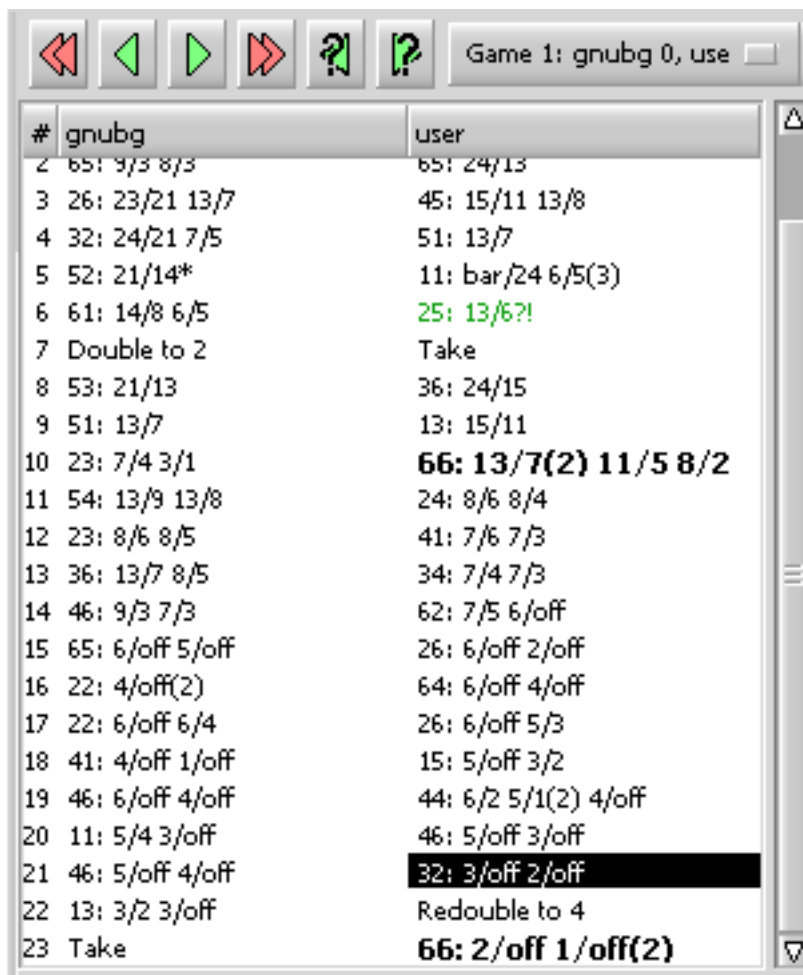 Game 1: gnubg 0, use
# gnubg user
2 65: 9/3 8/3 65: 24/13
3 26: 23/21 13/7 45: 15/11 13/8
4 32: 24/21 7/5 51: 13/7
5 52: 21/14* 11: bar/24 6/5(3)
6 61: 14/8 6/5 25: 13/6?!
7 Double to 2 Take
8 53: 21/13 36: 24/15
9 51: 13/7 13: 15/11
10 23: 7/4 3/1 66: 13/7(2) 11/5 8/2
11 54: 13/9 13/8 24: 8/6 8/4
12 23: 8/6 8/5 41: 7/6 7/3
13 36: 13/7 8/5 34: 7/4 7/3
14 46: 9/3 7/3 62: 7/5 6/off
15 65: 6/off 5/off 26: 6/off 2/off
16 22: 4/off(2) 64: 6/off 4/off
17 22: 6/off 6/4 26: 6/off 5/3
18 41: 4/off 1/off 15: 5/off 3/2
19 46: 6/off 4/off 44: 6/2 5/1(2) 4/off
20 11: 5/4 3/off 46: 5/off 3/off
21 46: 5/off 4/off 32: 3/off 2/off
22 13: 3/2 3/off Redouble to 4
23 Take 66: 2/off 1/off(2)